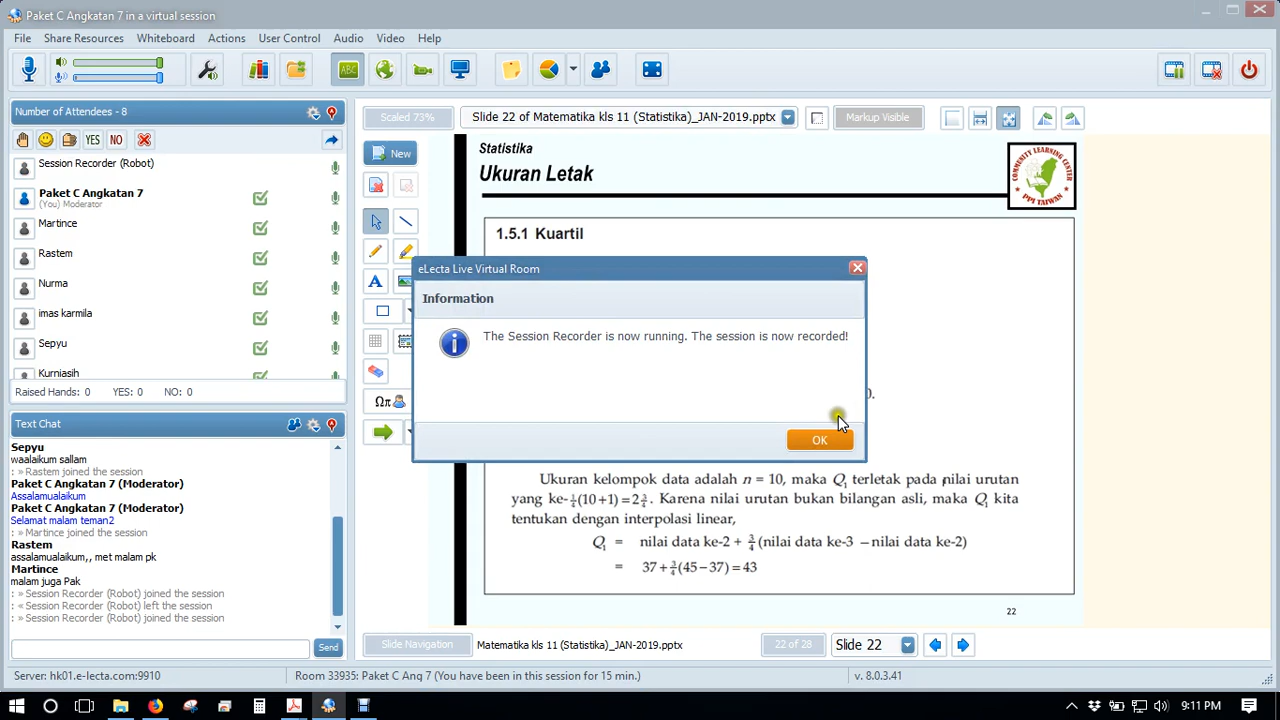 Paket C Angkatan 7 in a virtual session
File Share Resources Whiteboard Actions User Control Audio Video Help
ABC
Number of Attendees - 8
YES NO
Session Recorder (Robot)
Paket C Angkatan 7
(You) Moderator
Martince
Rastem
Nurma
imas karmila
Sepyu
Kurniasih
Raised Hands: 0 YES: 0 NO: 0
Text Chat
Sepyu
waalaikum sallam
: » Rastem joined the session
Paket C Angkatan 7 (Moderator)
Assalamualaikum
Paket C Angkatan 7 (Moderator)
Selamat malam teman2
: » Martince joined the session
Rastem
assalamualaikum,, met malam pk
Martince
malam juga Pak
: » Session Recorder (Robot) joined the session
: « Session Recorder (Robot) left the session
: » Session Recorder (Robot) joined the session
Send
Scaled 73%
Slide 22 of Matematika kls 11 (Statistika)_JAN-2019.pptx
Markup Visible
New
A
Ωπ
Statistika
Ukuran Letak
COMMUNITY LEARNING CENTER
PPI TAIWAN
1.5.1 Kuartil
0.
eLecta Live Virtual Room
Information
The Session Recorder is now running. The session is now recorded!
OK
Ukuran kelompok data adalah n = 10, maka Q₁ terletak pada nilai urutan
yang ke-¼(10+1) = 2¾. Karena nilai urutan bukan bilangan asli, maka Q₁ kita
tentukan dengan interpolasi linear,
Q₁ = nilai data ke-2 + ¾(nilai data ke-3 – nilai data ke-2)
= 37+¾(45–37) = 43
22
Slide Navigation Matematika kls 11 (Statistika)_JAN-2019.pptx 22 of 28 Slide 22
Server: hk01.e-lecta.com:9910 Room 33935: Paket C Ang 7 (You have been in this session for 15 min.) v. 8.0.3.41
9:11 PM